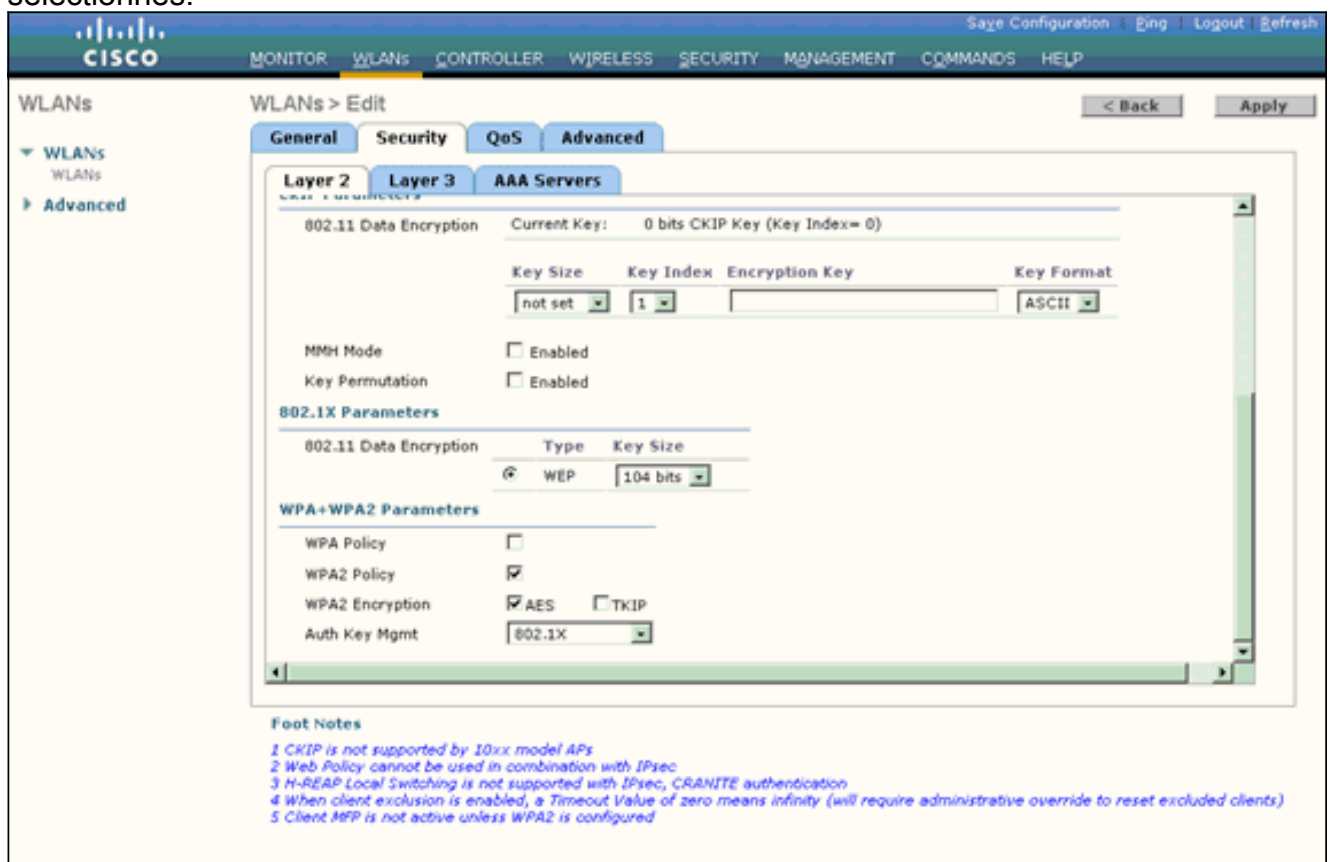 sélectionnés.
Save Configuration | Ping | Logout | Refresh
CISCO
MONITOR WLANs CONTROLLER WIRELESS SECURITY MANAGEMENT COMMANDS HELP
WLANs
WLANs > Edit
< Back Apply
General Security QoS Advanced
WLANs
WLANs
Advanced
Layer 2 Layer 3 AAA Servers
CKIP Parameters
802.11 Data Encryption Current Key: 0 bits CKIP Key (Key Index= 0)
Key Size Key Index Encryption Key Key Format
not set 1 ASCII
MMH Mode Enabled
Key Permutation Enabled
802.1X Parameters
802.11 Data Encryption Type Key Size
WEP 104 bits
WPA+WPA2 Parameters
WPA Policy
WPA2 Policy
WPA2 Encryption AES TKIP
Auth Key Mgmt 802.1X
Foot Notes
1 CKIP is not supported by 10xx model APs
2 Web Policy cannot be used in combination with IPsec
3 H-REAP Local Switching is not supported with IPsec, CRANITE authentication
4 When client exclusion is enabled, a Timeout Value of zero means infinity (will require administrative override to reset excluded clients)
5 Client MFP is not active unless WPA2 is configured